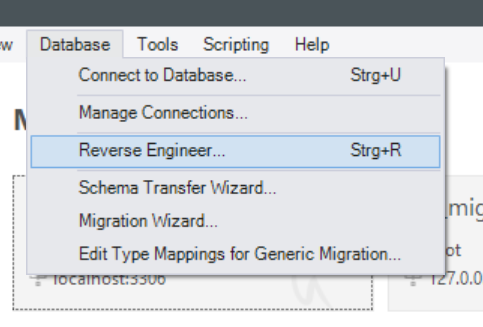 Database Tools Scripting Help
Connect to Database... Strg+U
Manage Connections...
Reverse Engineer... Strg+R
Schema Transfer Wizard...
Migration Wizard...
Edit Type Mappings for Generic Migration...
localhost:3306
127.0.0